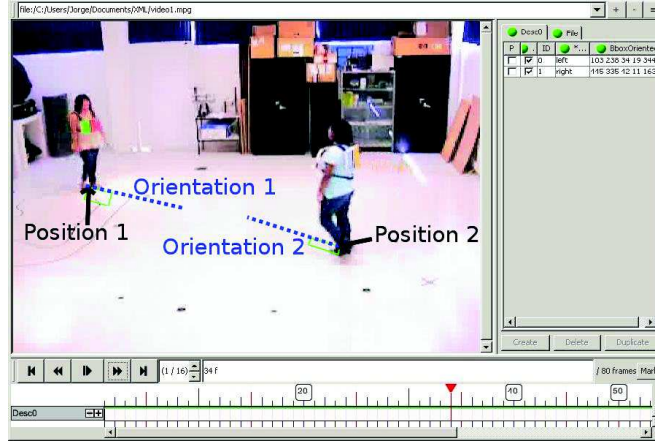 file:/C:/Users/Jorge/Documents/XML/video1.mpg
+ -
Desc0 File
P ID *... BboxOriented
0 left 103 238 34 19 344
1 right 445 335 42 11 163
Orientation 1
Position 1
Orientation 2
Position 2
Create Delete Duplicate
(1 / 16) 34 f / 80 frames Mark
20 40 50
Desc0